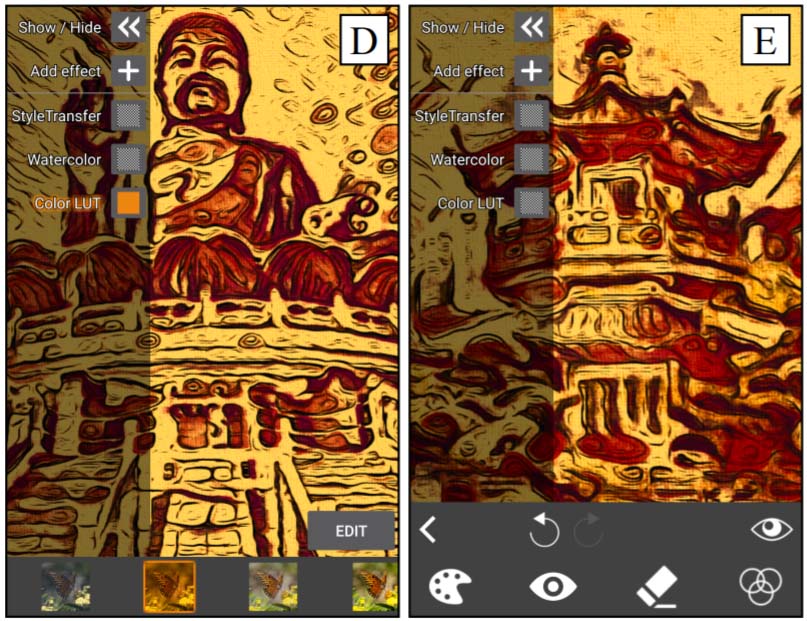 D
Show / Hide
Add effect
StyleTransfer
Watercolor
Color LUT
EDIT
E
Show / Hide
Add effect
StyleTransfer
Watercolor
Color LUT